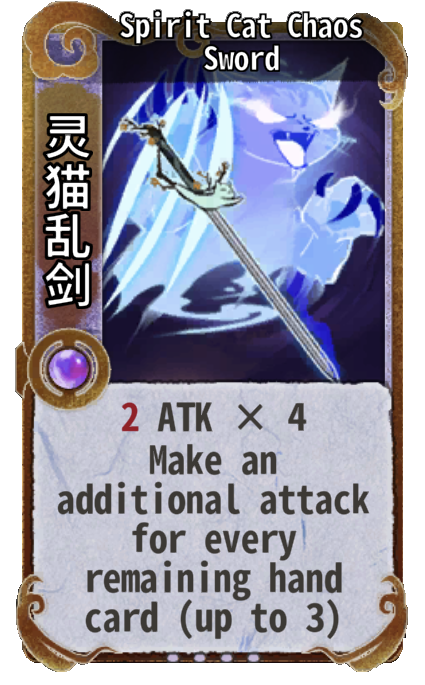 Spirit Cat Chaos
Sword
灵猫乱剑
2 ATK × 4
Make an
additional attack
for every
remaining hand
card (up to 3)